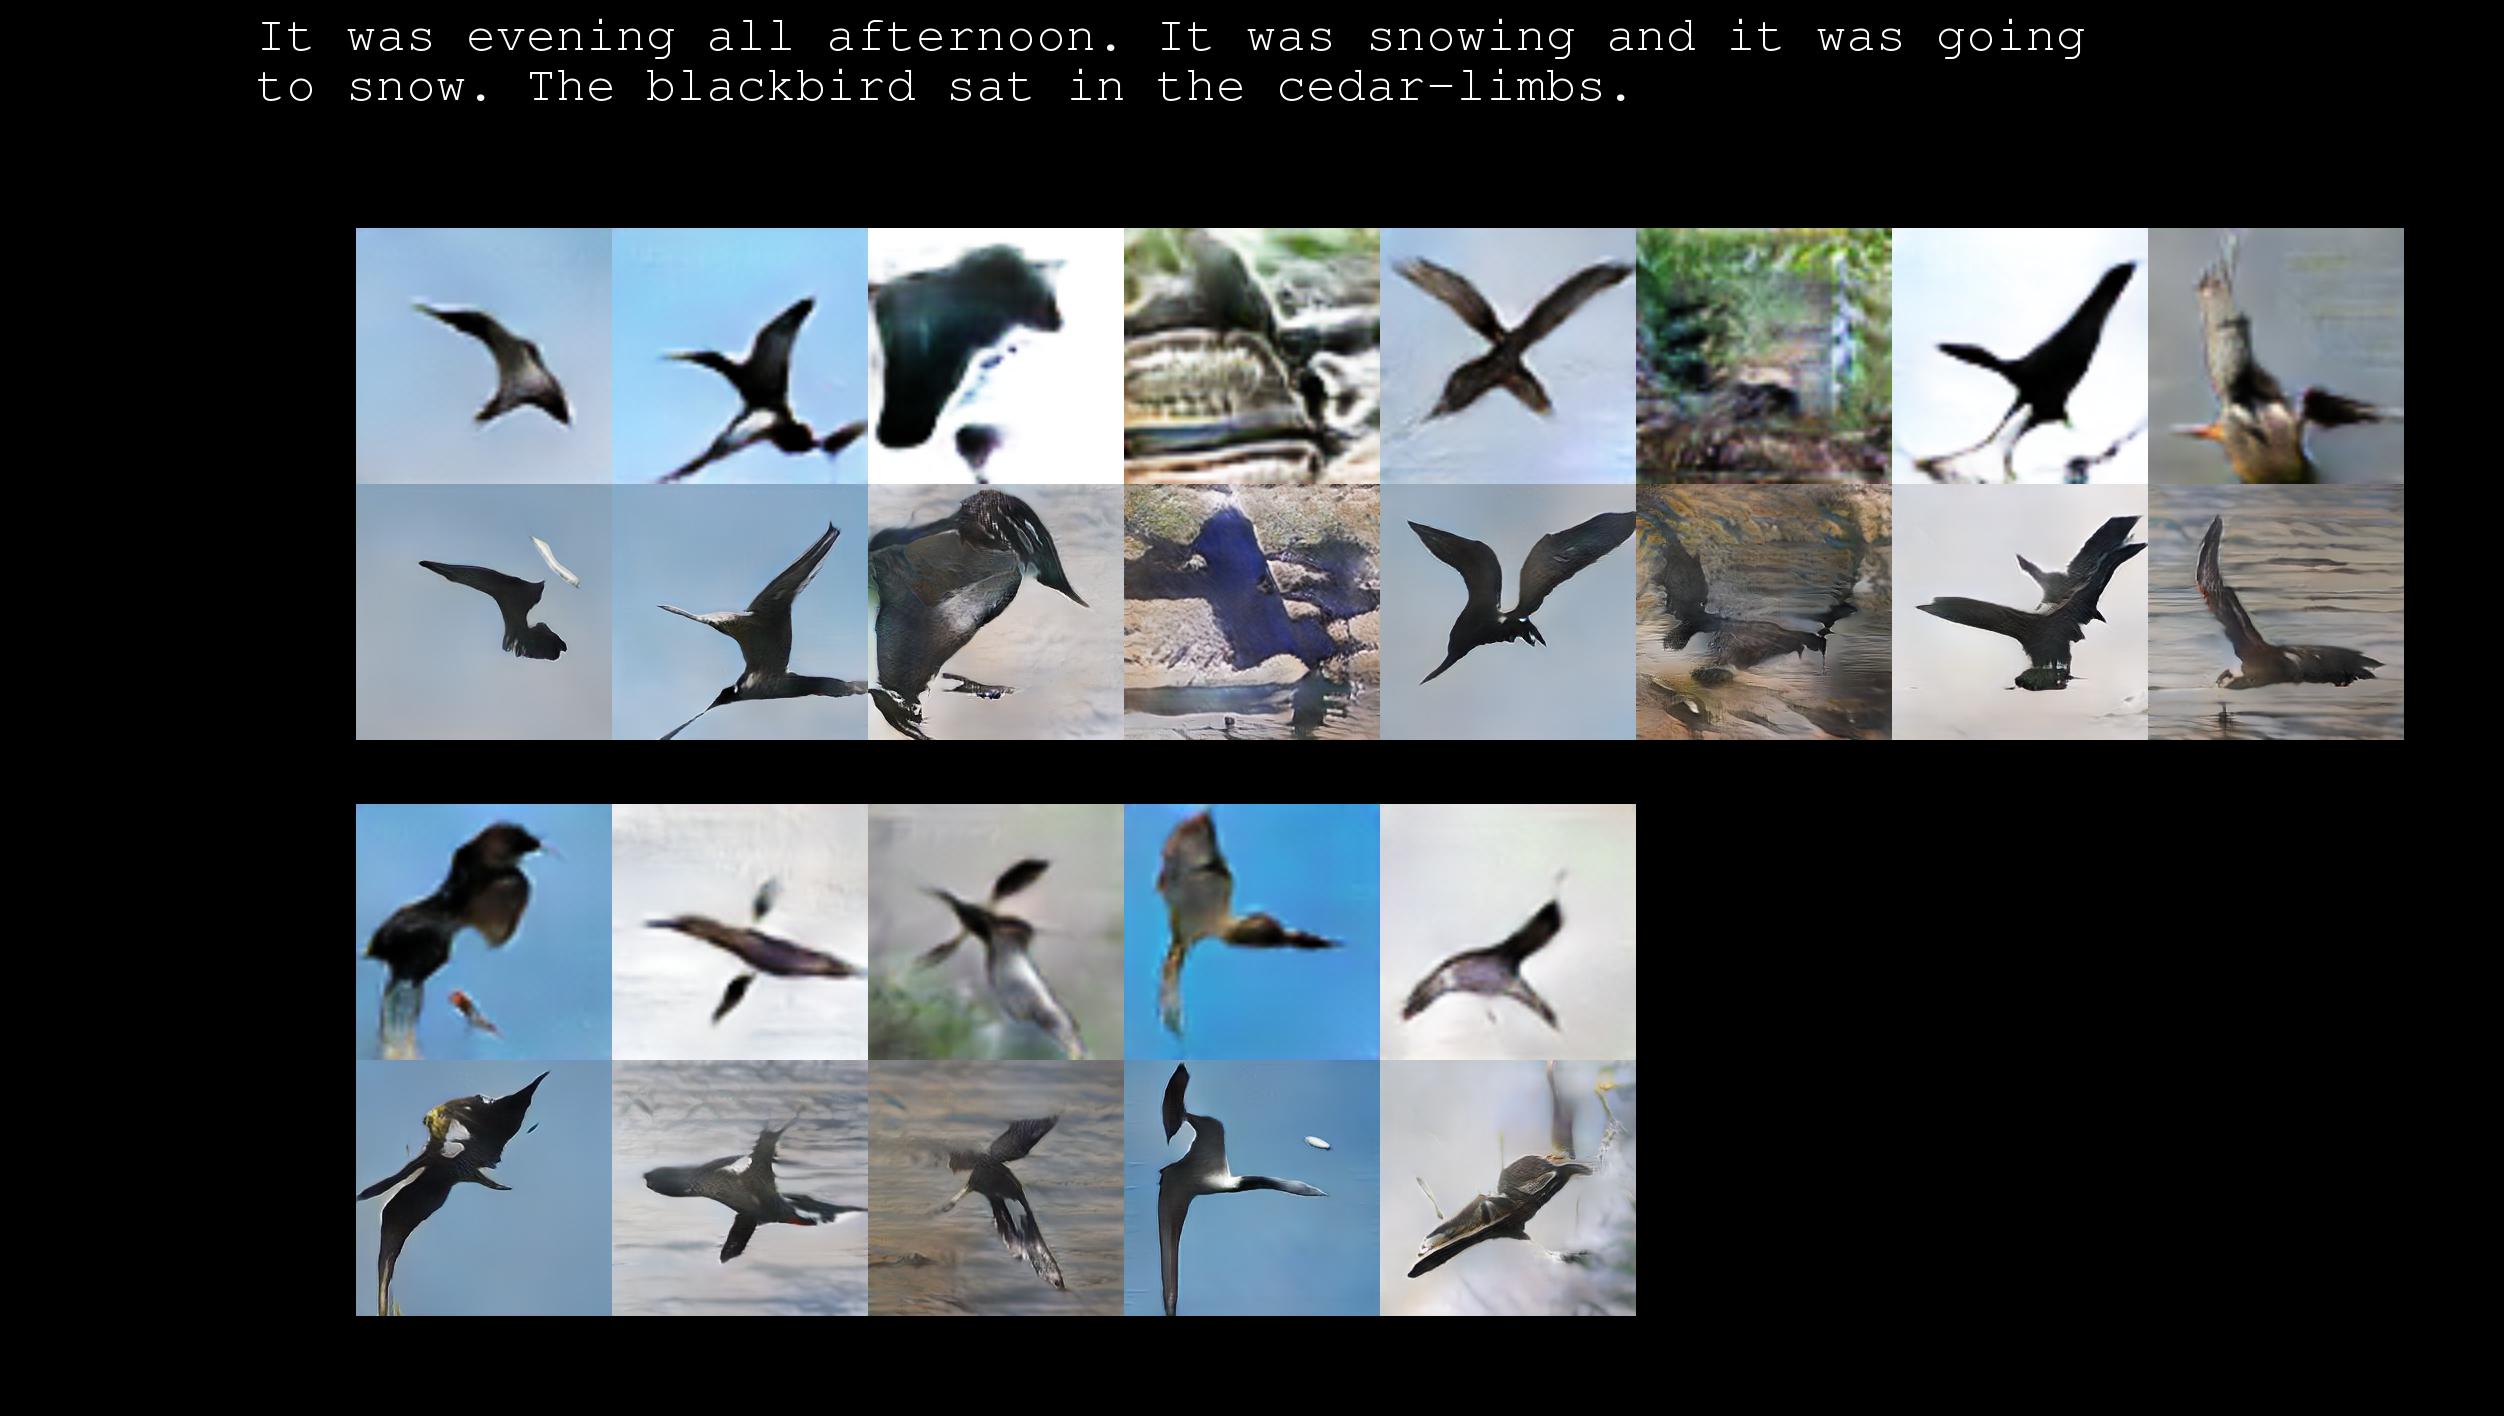 It was evening all afternoon. It was snowing and it was going
to snow. The blackbird sat in the cedar-limbs.